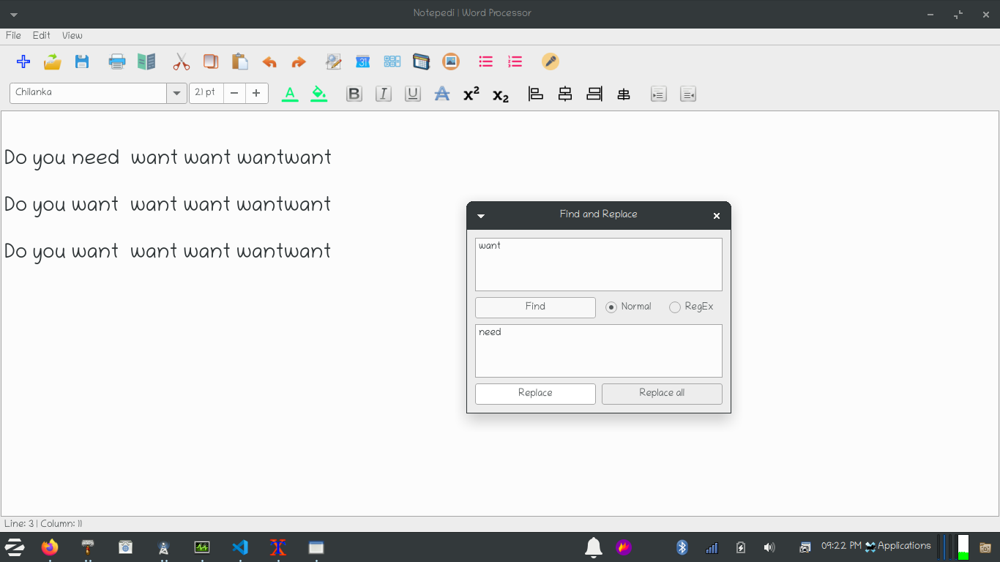 Notepedi | Word Processor
File Edit View
31
Chilanka 21 pt
A B I U A x² x₂
Do you need  want want wantwant
Do you want  want want wantwant
Do you want  want want wantwant
Find and Replace
want
Find Normal RegEx
need
Replace Replace all
Line: 3 | Column: 11
09:22 PM Applications